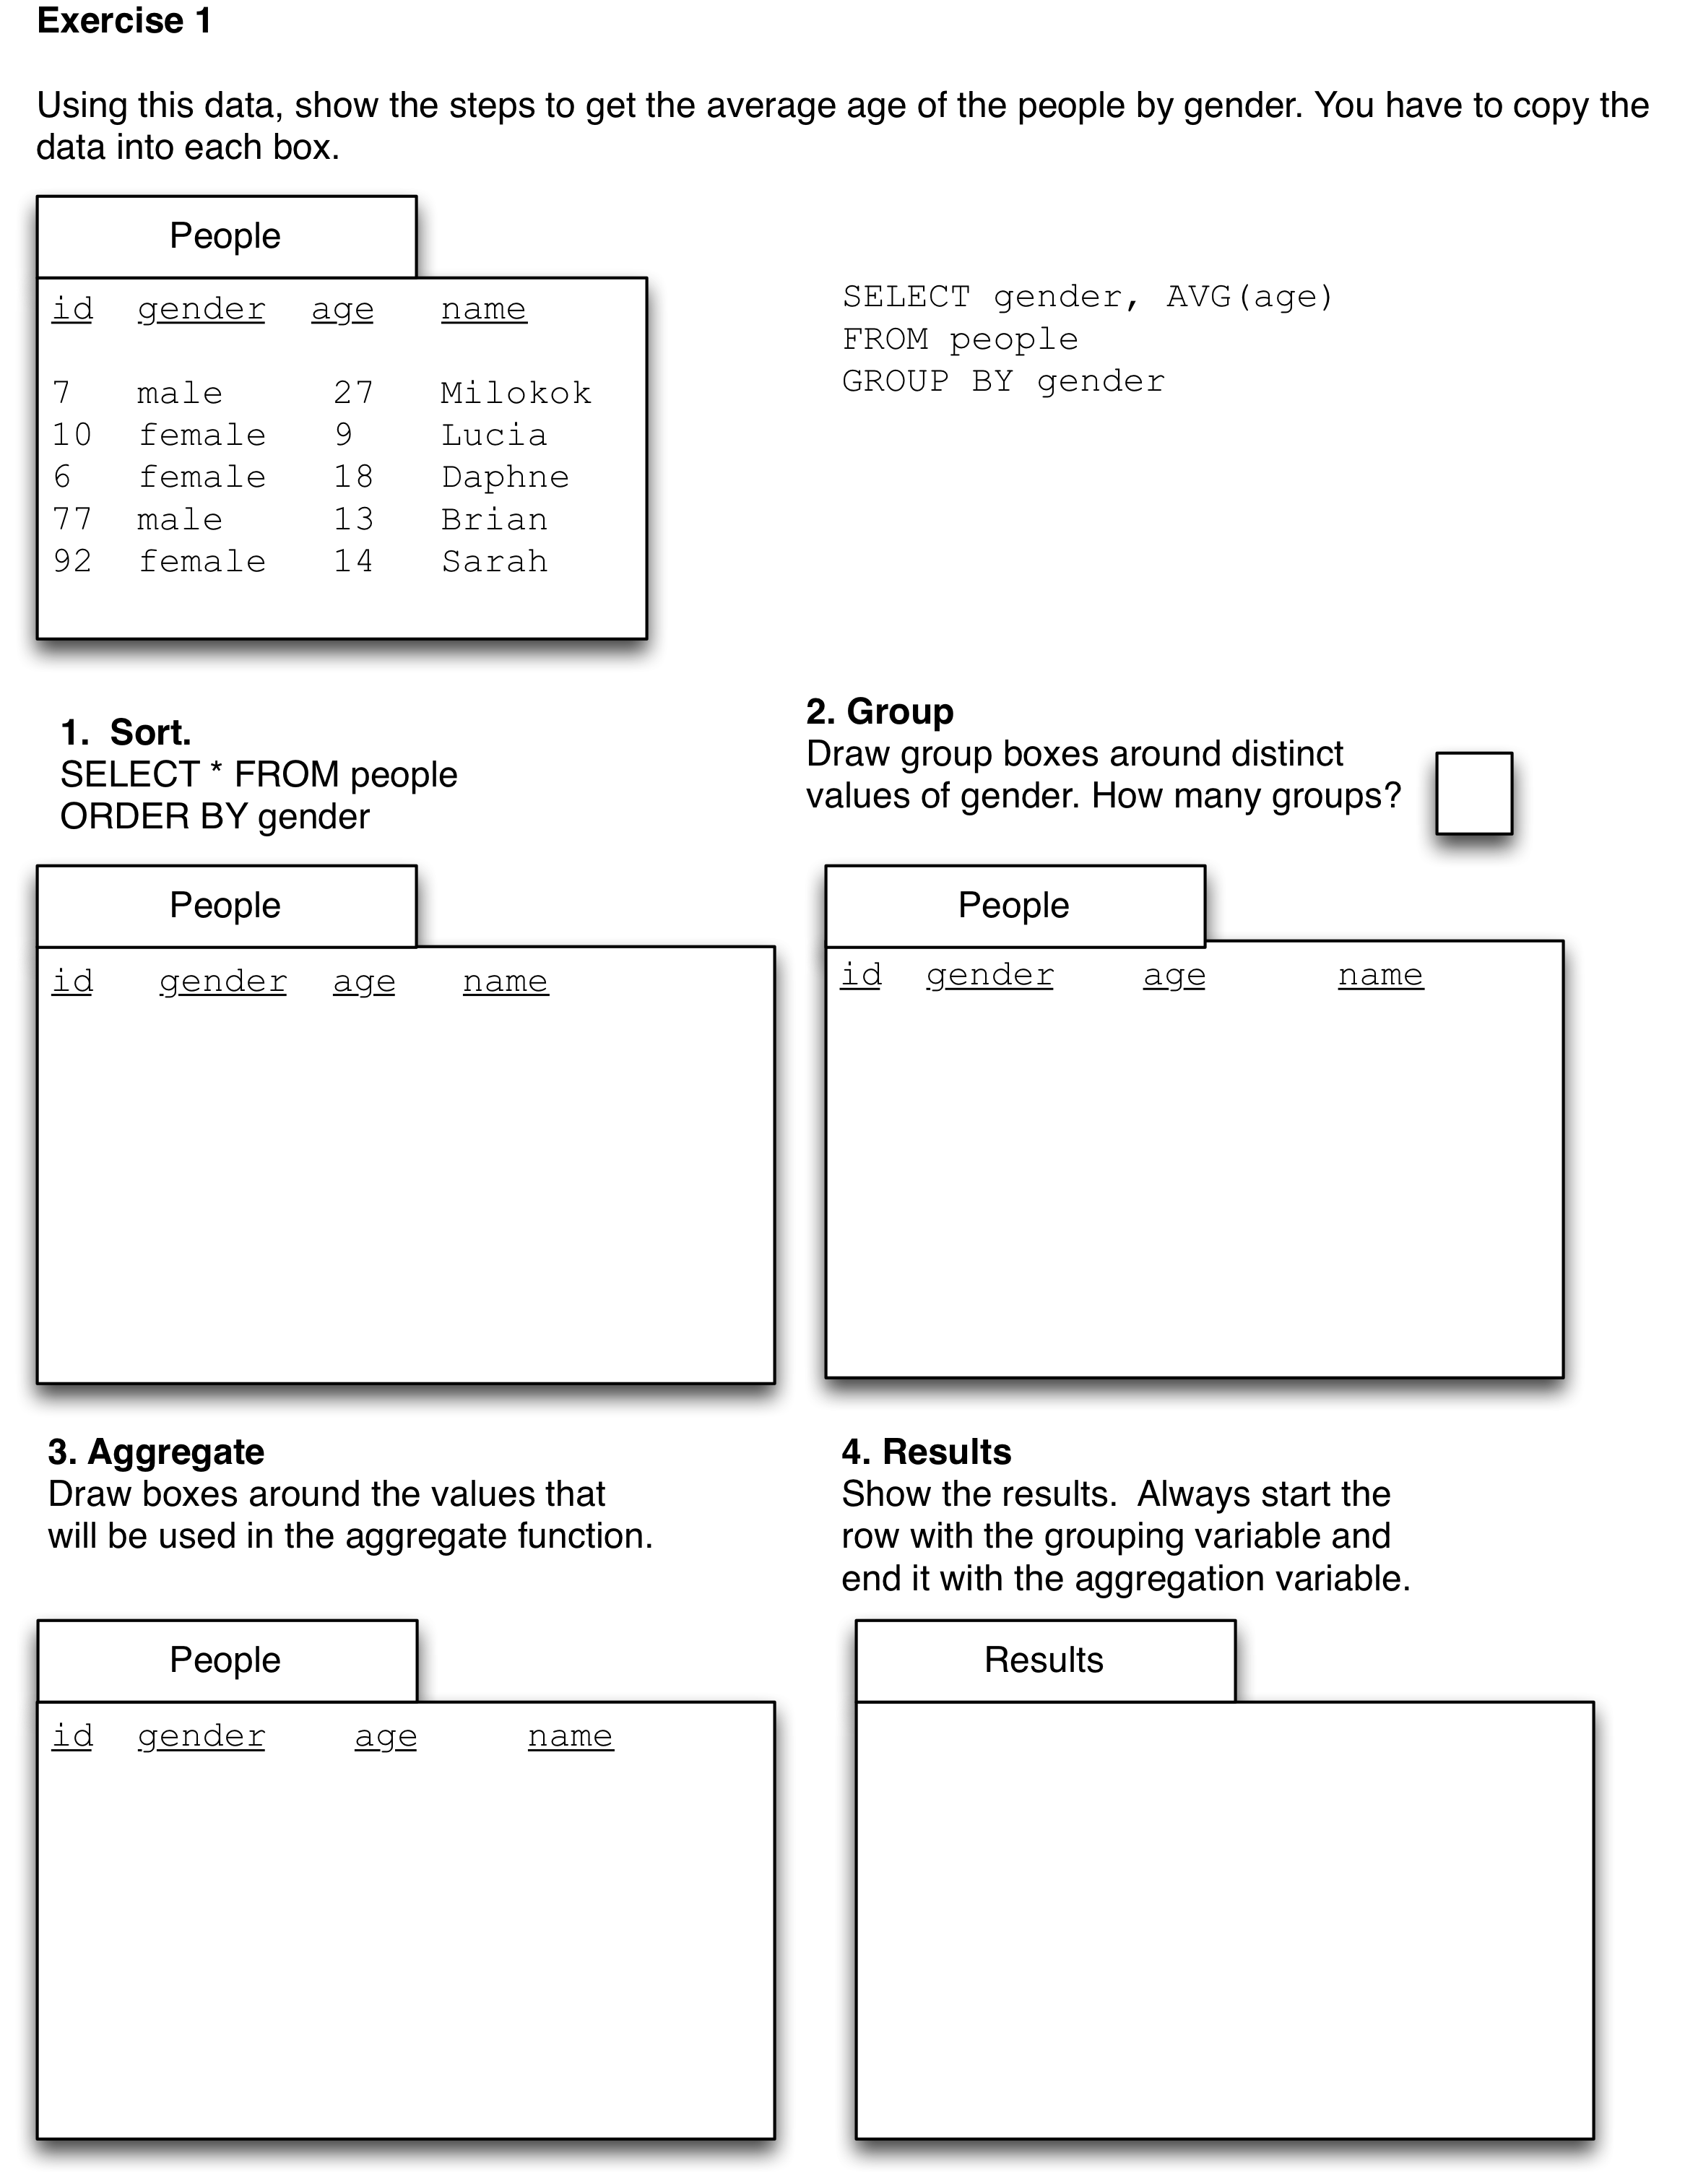 Exercise 1
Using this data, show the steps to get the average age of the people by gender. You have to copy the
data into each box.
People
id gender age name
7 male 27 Milokok
10 female 9 Lucia
6 female 18 Daphne
77 male 13 Brian
92 female 14 Sarah
SELECT gender, AVG(age)
FROM people
GROUP BY gender
1. Sort.
SELECT * FROM people
ORDER BY gender
People
id gender age name
2. Group
Draw group boxes around distinct
values of gender. How many groups?
People
id gender age name
3. Aggregate
Draw boxes around the values that
will be used in the aggregate function.
People
id gender age name
4. Results
Show the results. Always start the
row with the grouping variable and
end it with the aggregation variable.
Results